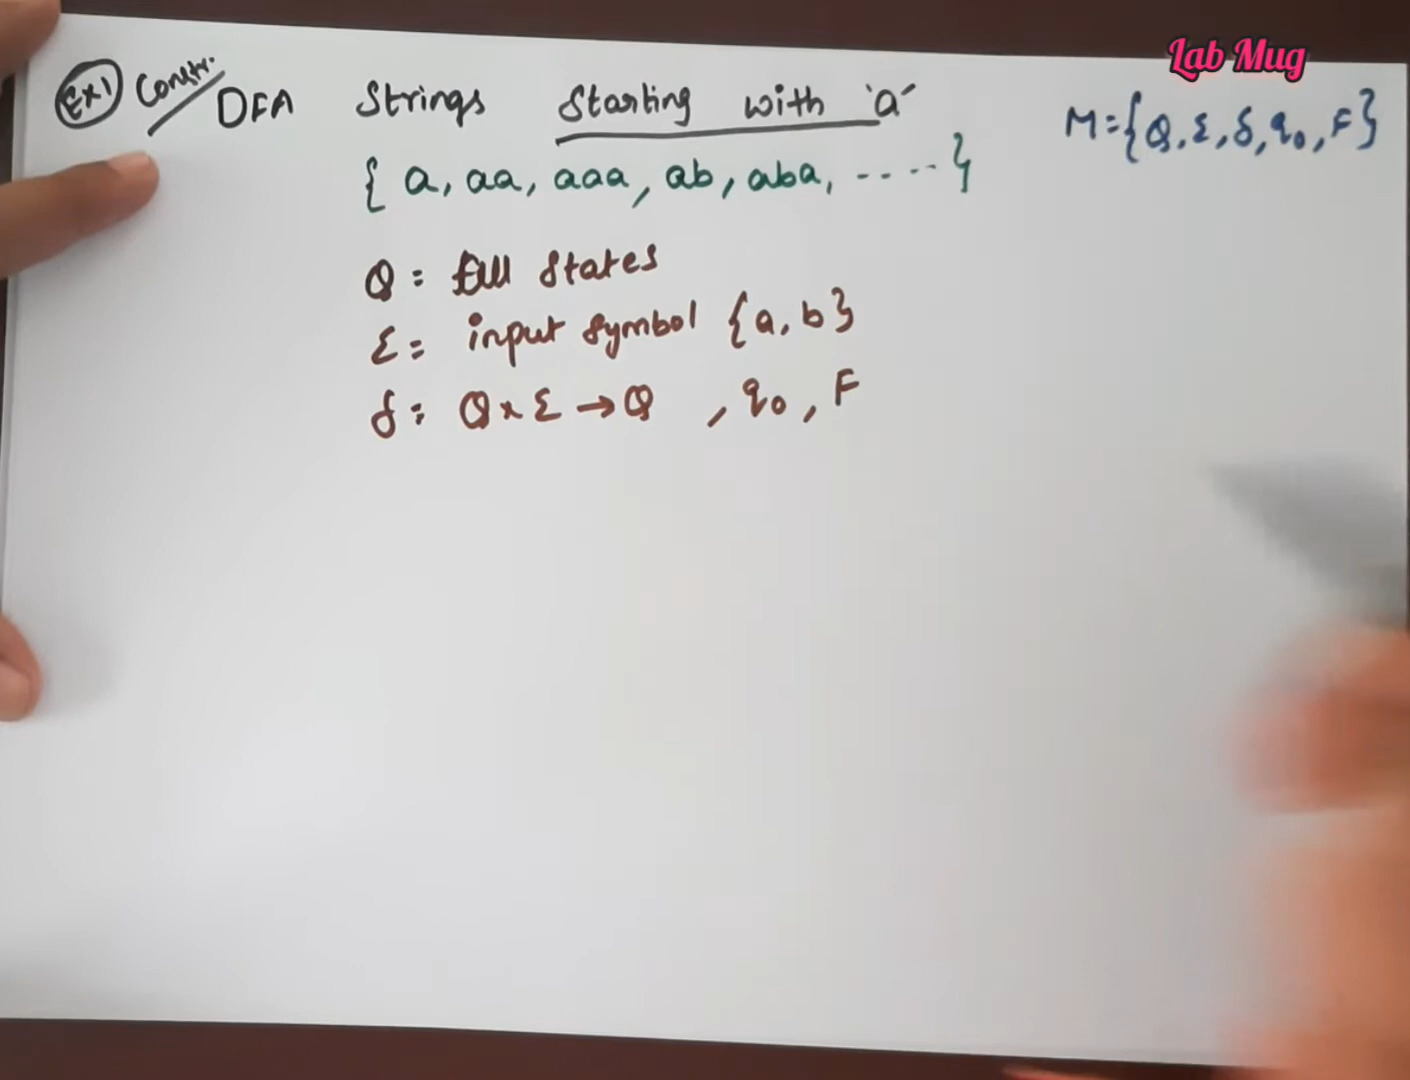 Lab Mug
Ex1 Constr. DFA Strings Starting with 'a'
M={Q,Σ,δ,q₀,F}
{ a, aa, aaa, ab, aba, ..... }
Q = All States
Σ = input symbol {a, b}
δ = Q × Σ → Q , q₀ , F